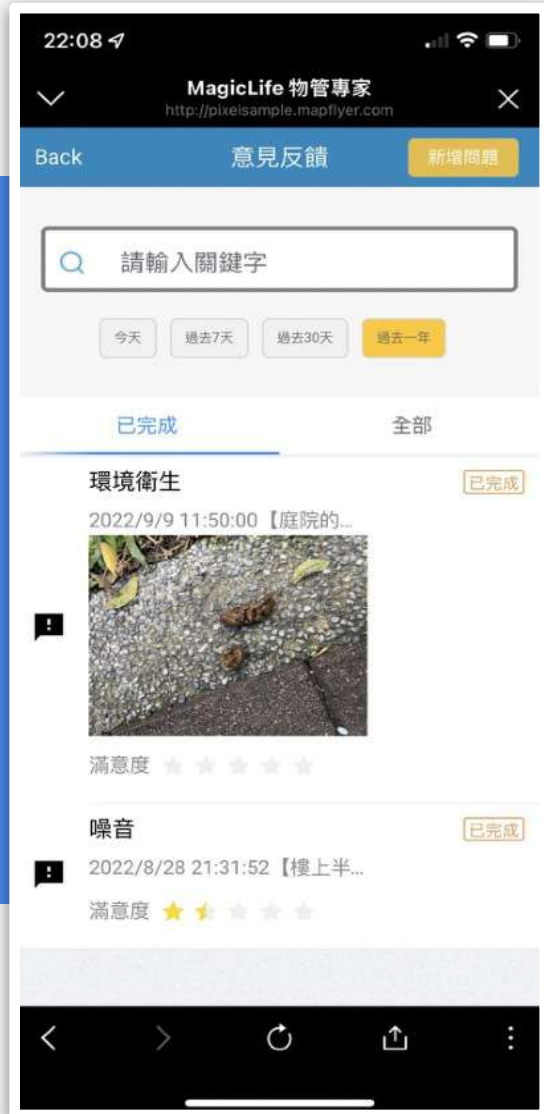 22:08
MagicLife 物管專家
http://pixelsample.mapflyer.com
Back 意見反饋 新增問題
請輸入關鍵字
今天 過去7天 過去30天 過去一年
已完成 全部
環境衛生 已完成
2022/9/9 11:50:00【庭院的...
滿意度
噪音 已完成
2022/8/28 21:31:52【樓上半...
滿意度